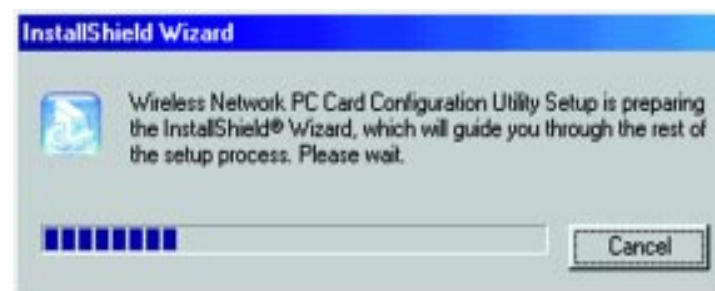 InstallShield Wizard
Wireless Network PC Card Configuration Utility Setup is preparing
the InstallShield® Wizard, which will guide you through the rest of
the setup process. Please wait.
Cancel